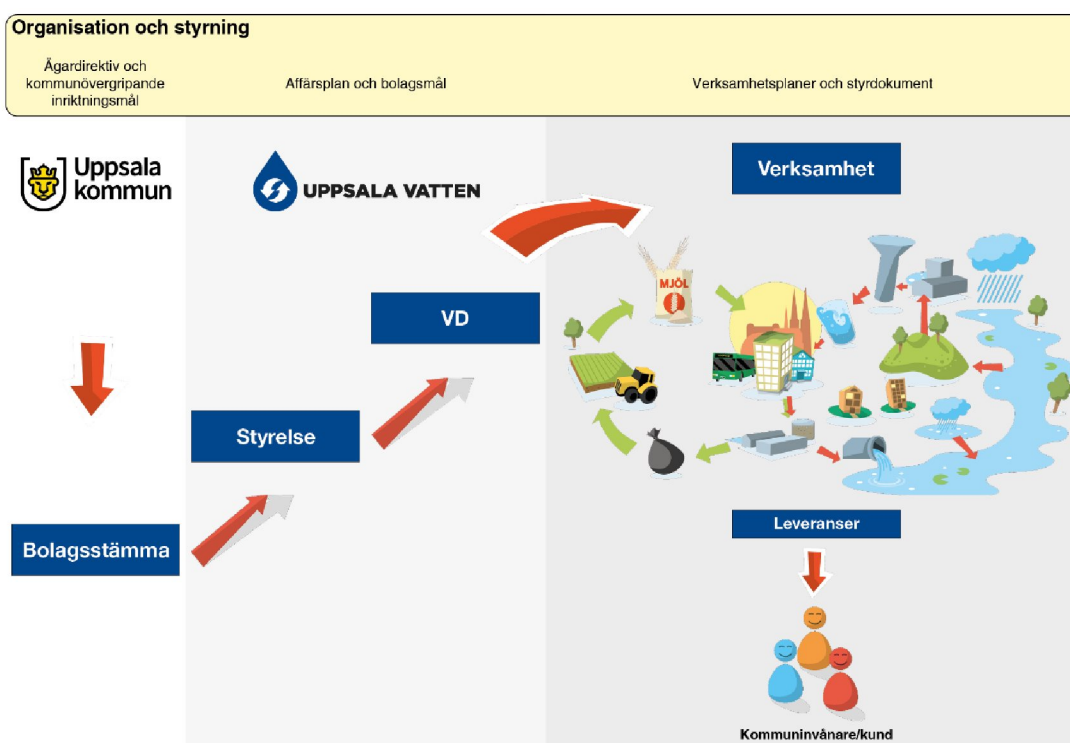 Organisation och styrning
Ägardirektiv och
kommunövergripande
inriktningsmål
Affärsplan och bolagsmål
Verksamhetsplaner och styrdokument
Uppsala
kommun
UPPSALA VATTEN
Verksamhet
MJÖL
VD
Styrelse
Bolagsstämma
Leveranser
Kommuninvånare/kund